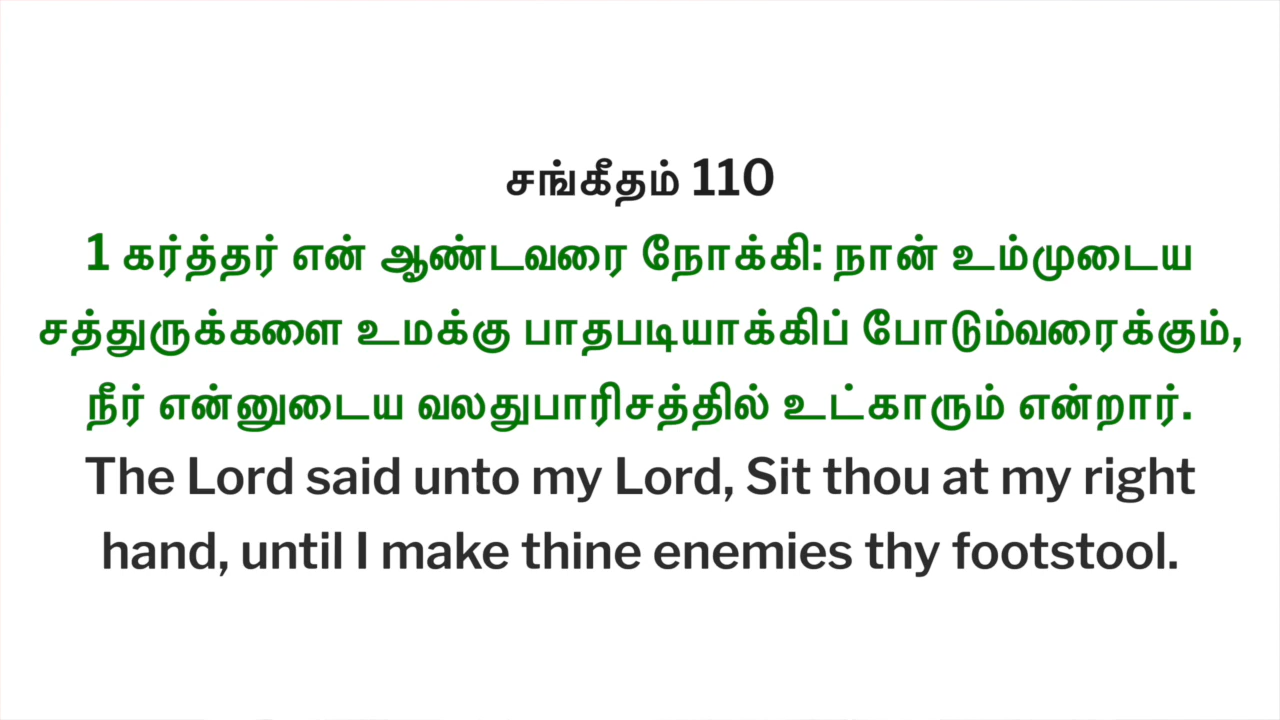 சங்கீதம் 110
1 கர்த்தர் என் ஆண்டவரை நோக்கி: நான் உம்முடைய
சத்துருக்களை உமக்கு பாதபடியாக்கிப் போடும்வரைக்கும்,
நீர் என்னுடைய வலதுபாரிசத்தில் உட்காரும் என்றார்.
The Lord said unto my Lord, Sit thou at my right
hand, until I make thine enemies thy footstool.